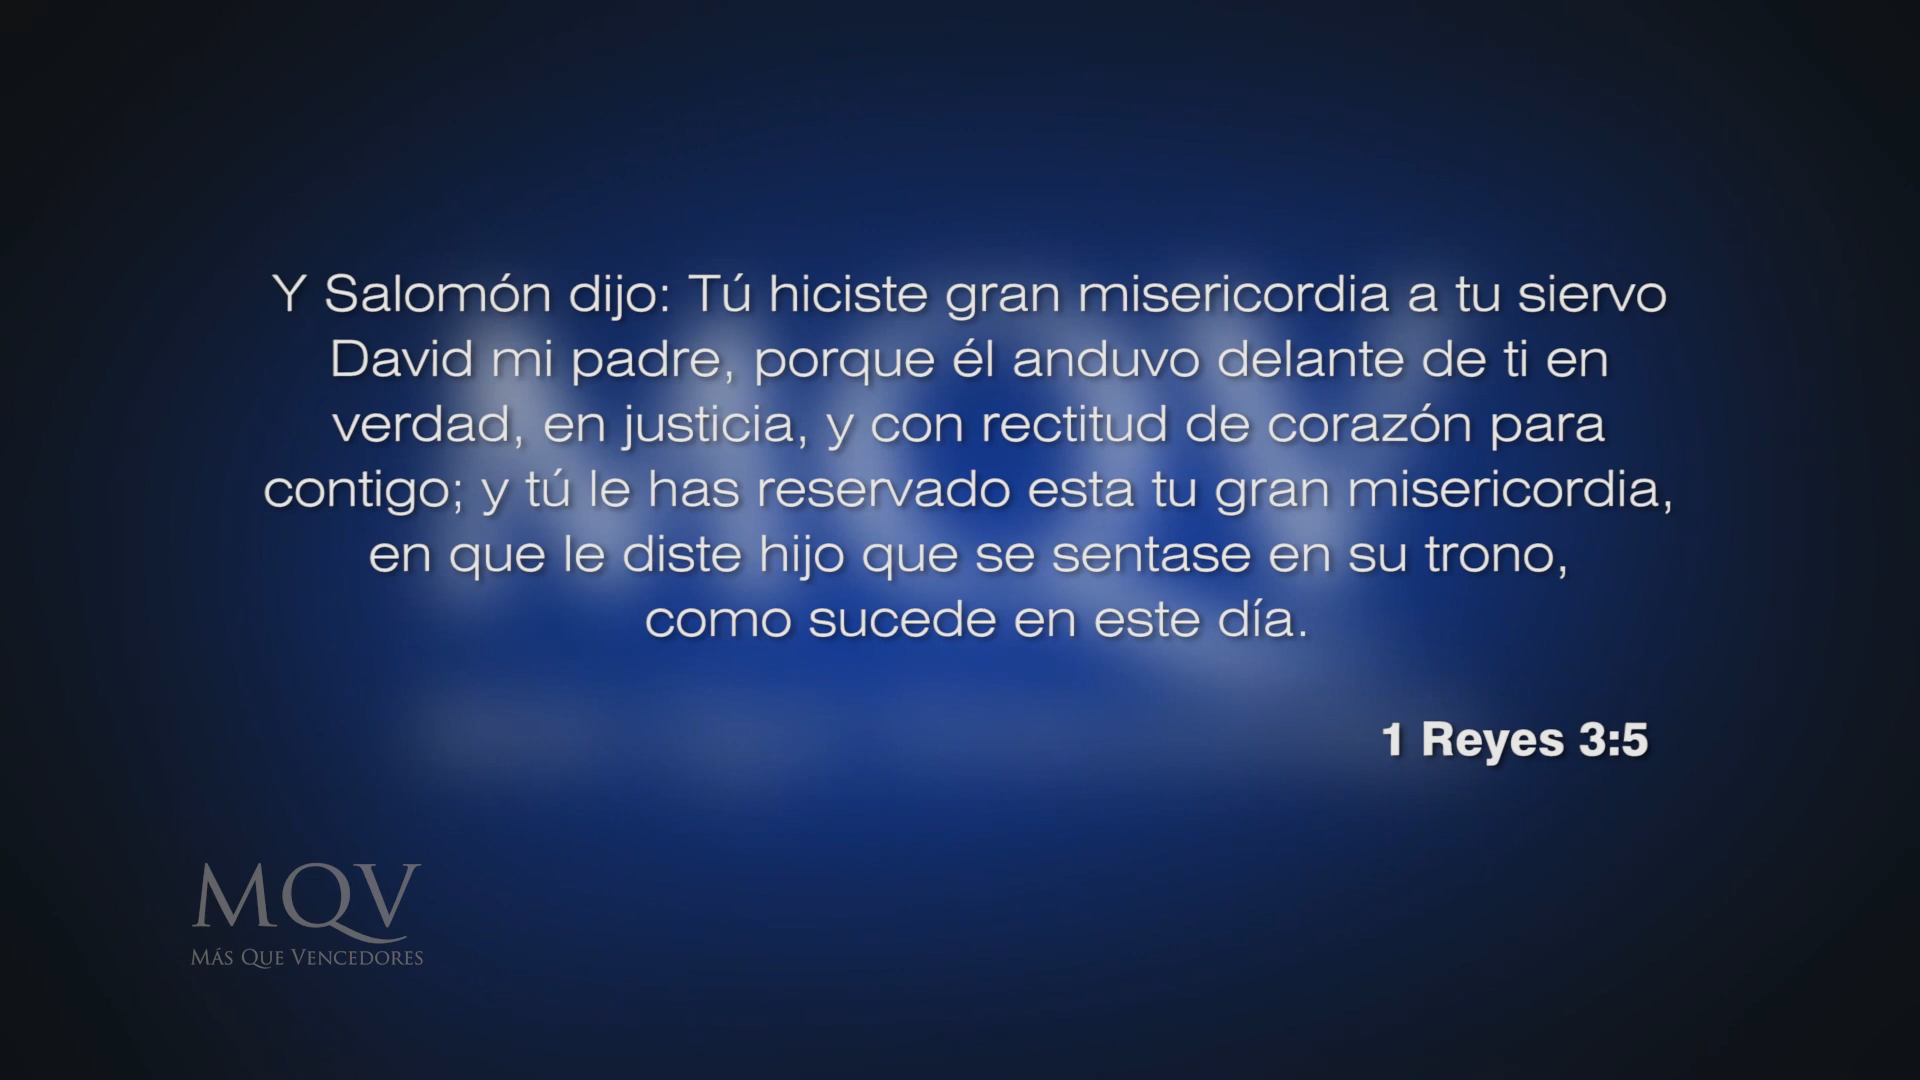 Y Salomón dijo: Tú hiciste gran misericordia a tu siervo
David mi padre, porque él anduvo delante de ti en
verdad, en justicia, y con rectitud de corazón para
contigo; y tú le has reservado esta tu gran misericordia,
en que le diste hijo que se sentase en su trono,
como sucede en este día.
1 Reyes 3:5
MQV
Más Que Vencedores